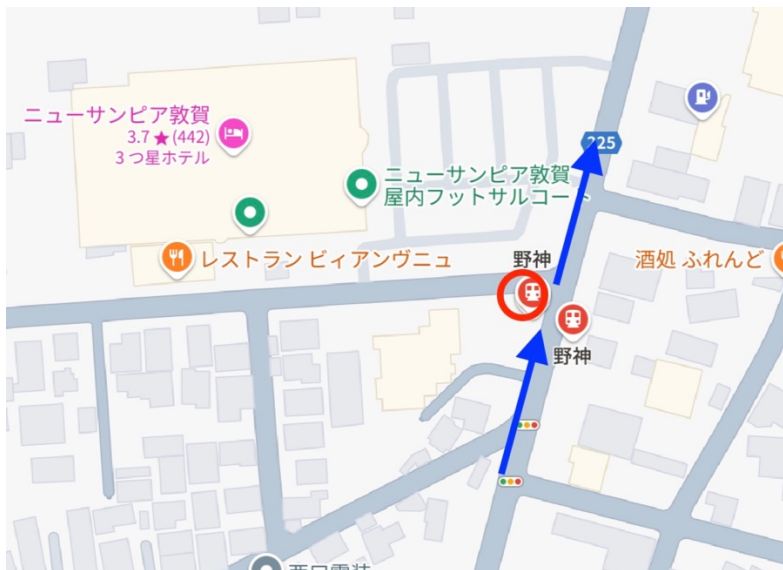 ニューサンピア敦賀
3.7 ★ (442)
3 つ星ホテル
225
ニューサンピア敦賀
屋内フットサルコート
レストラン ビィアンヴニュ
野神
酒処 ふれんど
野神